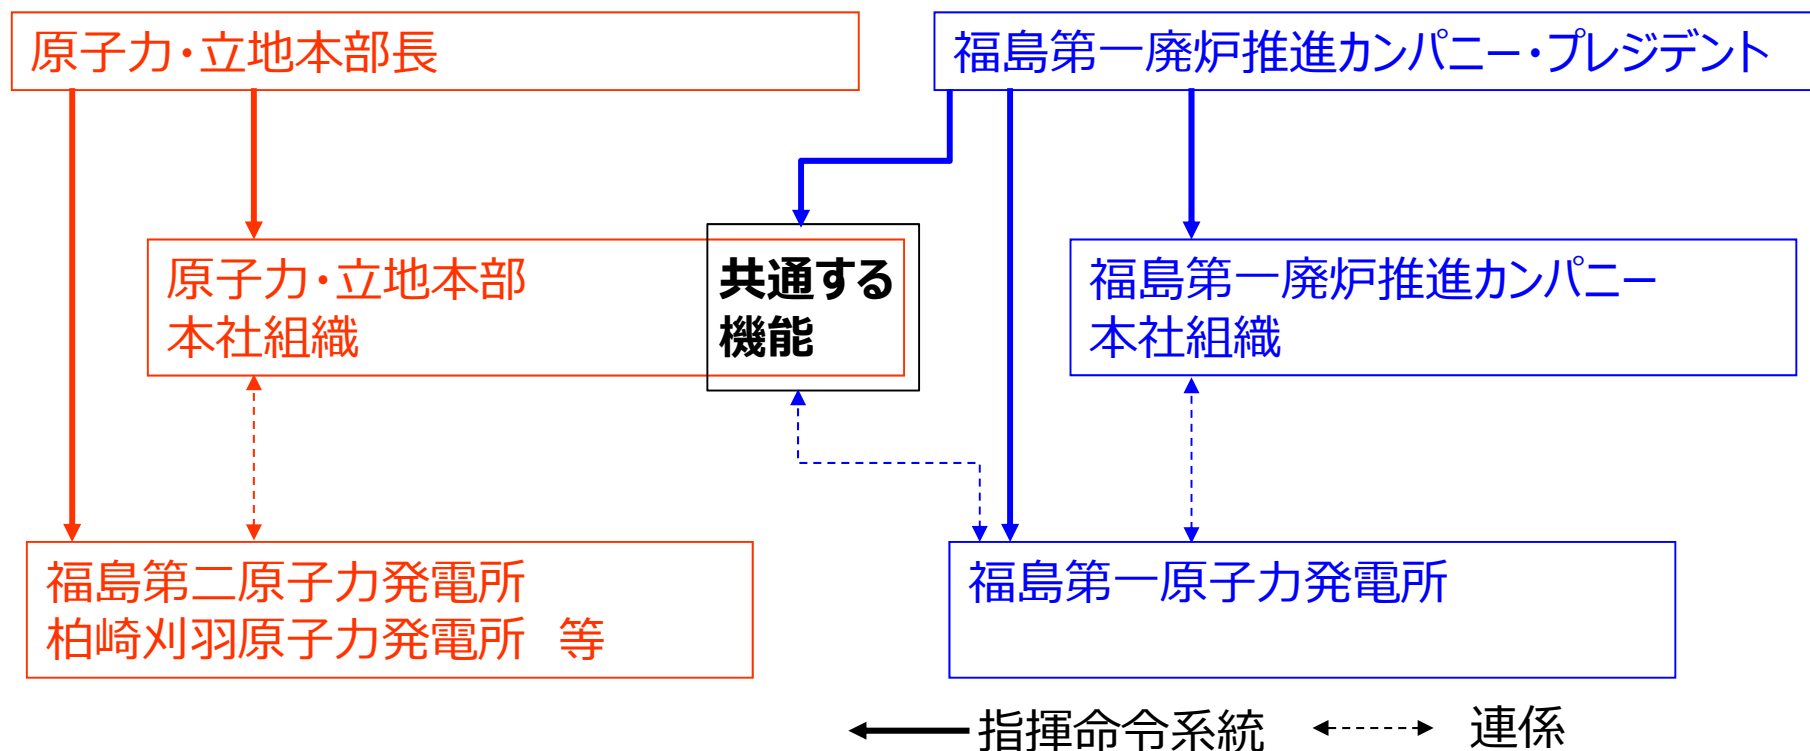 原子力・立地本部長
福島第一廃炉推進カンパニー・プレジデント
原子力・立地本部
本社組織
共通する
機能
福島第一廃炉推進カンパニー
本社組織
福島第二原子力発電所
柏崎刈羽原子力発電所　等
福島第一原子力発電所
指揮命令系統
連係